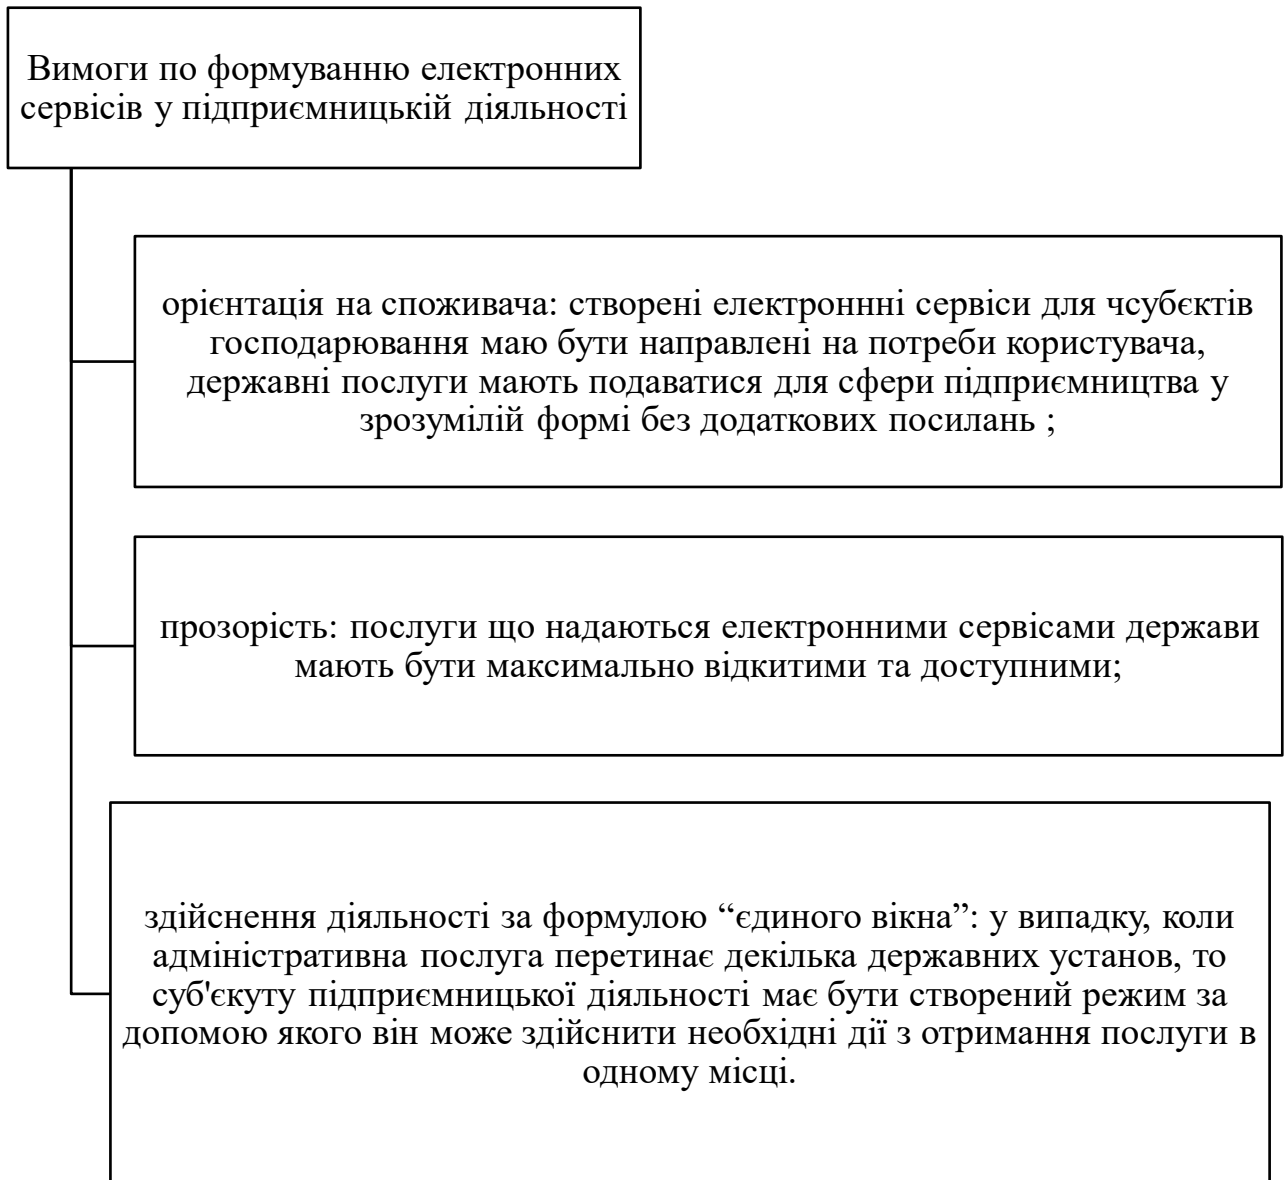 Вимоги по формуванню електронних
сервісів у підприємницькій діяльності
орієнтація на споживача: створені електроннні сервіси для чсубєктів
господарювання маю бути направлені на потреби користувача,
державні послуги мають подаватися для сфери підприємництва у
зрозумілій формі без додаткових посилань ;
прозорість: послуги що надаються електронними сервісами держави
мають бути максимально відкитими та доступними;
здійснення діяльності за формулою “єдиного вікна”: у випадку, коли
адміністративна послуга перетинає декілька державних установ, то
суб'єкуту підприємницької діяльності має бути створений режим за
допомою якого він може здійснити необхідні дії з отримання послуги в
одному місці.